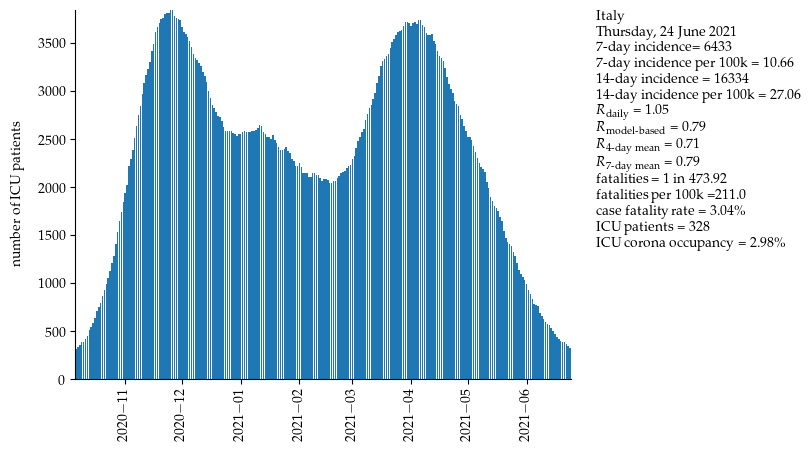 Italy
Thursday, 24 June 2021
7-day incidence= 6433
7-day incidence per 100k = 10.66
14-day incidence = 16334
14-day incidence per 100k = 27.06
R daily = 1.05
R model-based = 0.79
R 4-day mean = 0.71
R 7-day mean = 0.79
fatalities = 1 in 473.92
fatalities per 100k =211.0
case fatality rate = 3.04%
ICU patients = 328
ICU corona occupancy = 2.98%
number of ICU patients
3500
3000
2500
2000
1500
1000
500
0
2020−11
2020−12
2021−01
2021−02
2021−03
2021−04
2021−05
2021−06